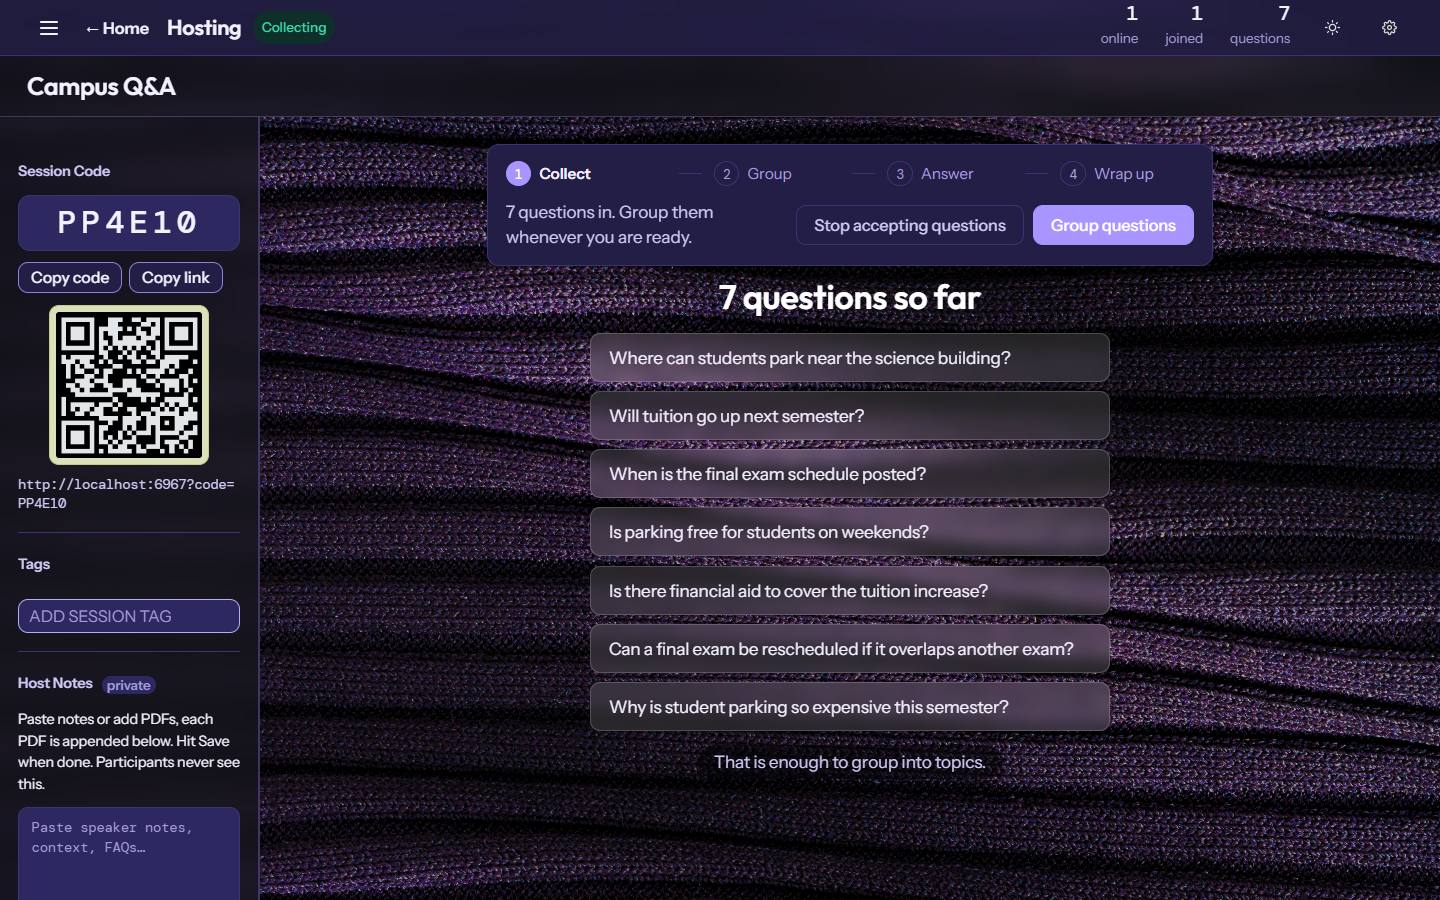 ← Home
Hosting
Collecting
1
online
1
joined
7
questions
Campus Q&A
Session Code
PP4E10
Copy code
Copy link
http://localhost:6967?code=
PP4E10
Tags
ADD SESSION TAG
Host Notes
private
Paste notes or add PDFs, each
PDF is appended below. Hit Save
when done. Participants never see
this.
Paste speaker notes,
context, FAQs…
1 Collect
2 Group
3 Answer
4 Wrap up
7 questions in. Group them
whenever you are ready.
Stop accepting questions
Group questions
7 questions so far
Where can students park near the science building?
Will tuition go up next semester?
When is the final exam schedule posted?
Is parking free for students on weekends?
Is there financial aid to cover the tuition increase?
Can a final exam be rescheduled if it overlaps another exam?
Why is student parking so expensive this semester?
That is enough to group into topics.